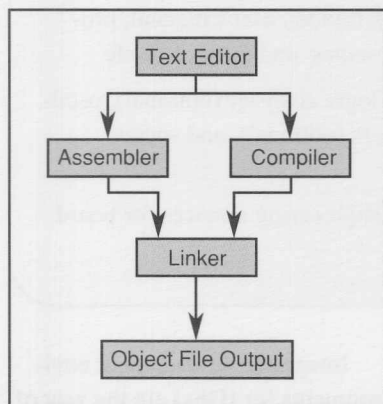 Text Editor
Assembler
Compiler
Linker
Object File Output